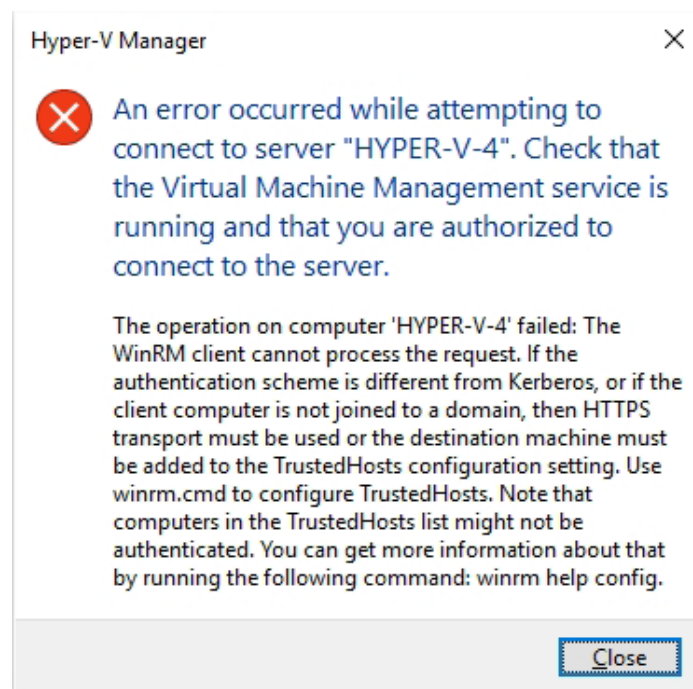 Hyper-V Manager
An error occurred while attempting to
connect to server "HYPER-V-4". Check that
the Virtual Machine Management service is
running and that you are authorized to
connect to the server.
The operation on computer 'HYPER-V-4' failed: The
WinRM client cannot process the request. If the
authentication scheme is different from Kerberos, or if the
client computer is not joined to a domain, then HTTPS
transport must be used or the destination machine must
be added to the TrustedHosts configuration setting. Use
winrm.cmd to configure TrustedHosts. Note that
computers in the TrustedHosts list might not be
authenticated. You can get more information about that
by running the following command: winrm help config.
Close